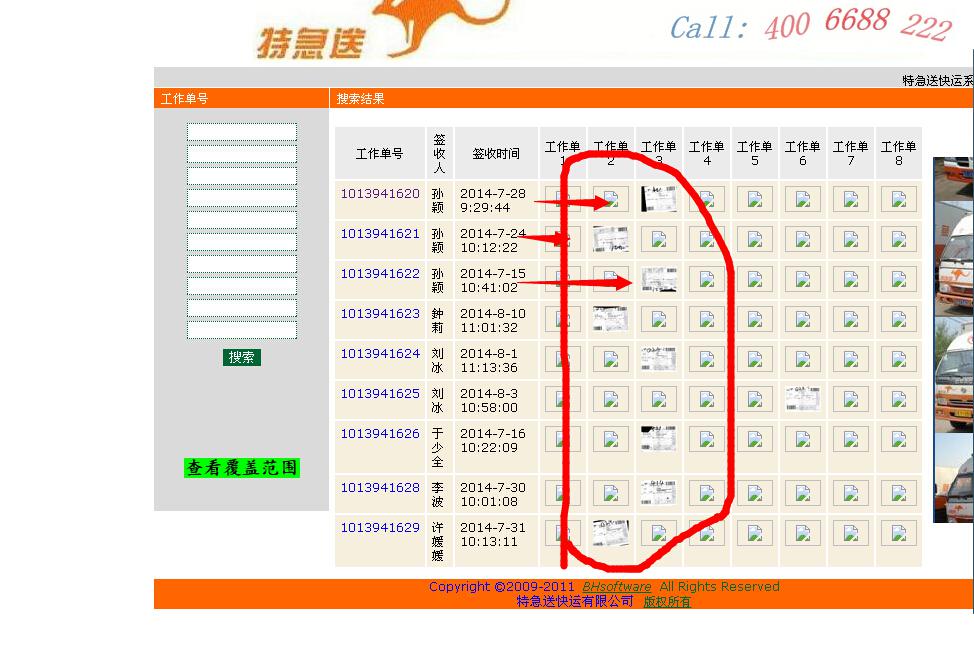 特急送
Call: 400 6688 222
特急送快运系
工作单号
搜索结果
搜索
查看覆盖范围
工作单号 签收人 签收时间 工作单1 工作单2 工作单3 工作单4 工作单5 工作单6 工作单7 工作单8
1013941620 孙颖 2014-7-28 9:29:44
1013941621 孙颖 2014-7-24 10:12:22
1013941622 孙颖 2014-7-15 10:41:02
1013941623 鈡莉 2014-8-10 11:01:32
1013941624 刘冰 2014-8-1 11:13:36
1013941625 刘冰 2014-8-3 10:58:00
1013941626 于少全 2014-7-16 10:22:09
1013941628 李波 2014-7-30 10:01:08
1013941629 许媛媛 2014-7-31 10:13:11
Copyright ©2009-2011 BHsoftware All Rights Reserved
特急送快运有限公司 版权所有